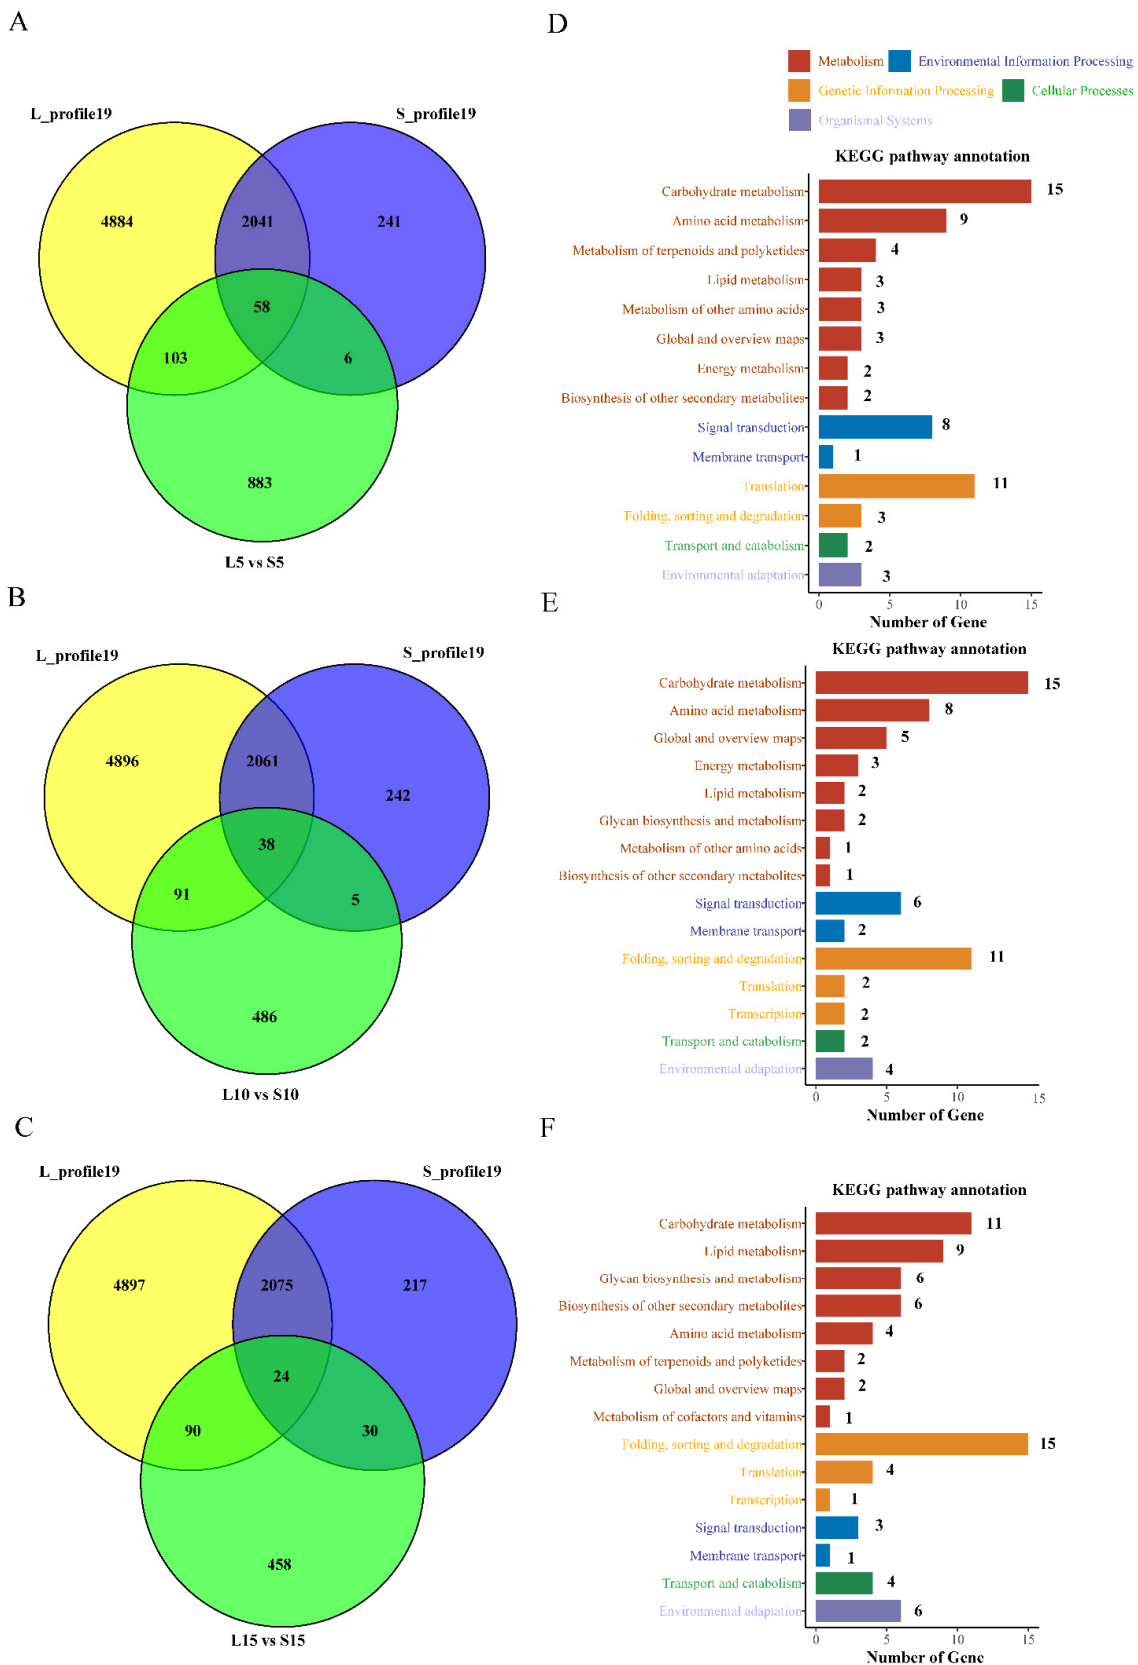 A
L_profile19
S_profile19
4884
2041
241
58
103
6
883
L5 vs S5
B
L_profile19
S_profile19
4896
2061
242
38
91
5
486
L10 vs S10
C
L_profile19
S_profile19
4897
2075
217
24
90
30
458
L15 vs S15
D
Metabolism
Environmental Information Processing
Genetic Information Processing
Cellular Processes
Organismal Systems
KEGG pathway annotation
Carbohydrate metabolism 15
Amino acid metabolism 9
Metabolism of terpenoids and polyketides 4
Lipid metabolism 3
Metabolism of other amino acids 3
Global and overview maps 3
Energy metabolism 2
Biosynthesis of other secondary metabolites 2
Signal transduction 8
Membrane transport 1
Translation 11
Folding, sorting and degradation 3
Transport and catabolism 2
Environmental adaptation 3
0 5 10 15
Number of Gene
E
KEGG pathway annotation
Carbohydrate metabolism 15
Amino acid metabolism 8
Global and overview maps 5
Energy metabolism 3
Lipid metabolism 2
Glycan biosynthesis and metabolism 2
Metabolism of other amino acids 1
Biosynthesis of other secondary metabolites 1
Signal transduction 6
Membrane transport 2
Folding, sorting and degradation 11
Translation 2
Transcription 2
Transport and catabolism 2
Environmental adaptation 4
0 5 10 15
Number of Gene
F
KEGG pathway annotation
Carbohydrate metabolism 11
Lipid metabolism 9
Glycan biosynthesis and metabolism 6
Biosynthesis of other secondary metabolites 6
Amino acid metabolism 4
Metabolism of terpenoids and polyketides 2
Global and overview maps 2
Metabolism of cofactors and vitamins 1
Folding, sorting and degradation 15
Translation 4
Transcription 1
Signal transduction 3
Membrane transport 1
Transport and catabolism 4
Environmental adaptation 6
0 5 10 15
Number of Gene